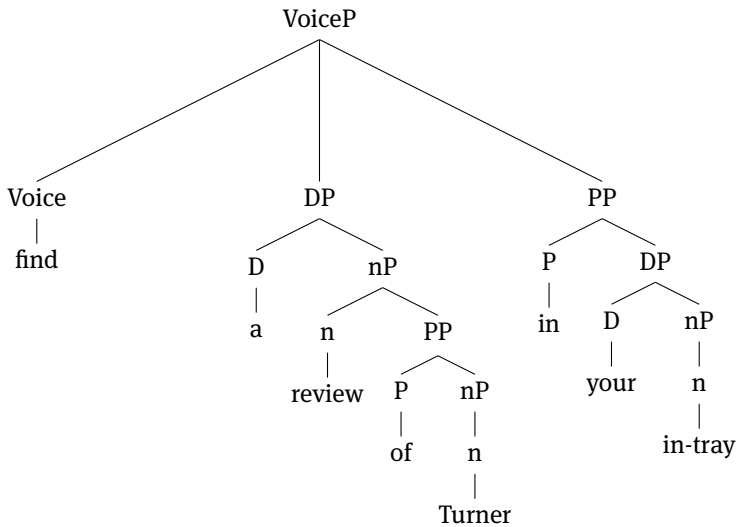 VoiceP
Voice DP PP
find D nP P DP
a n PP in D nP
review P nP your n
of n in-tray
Turner